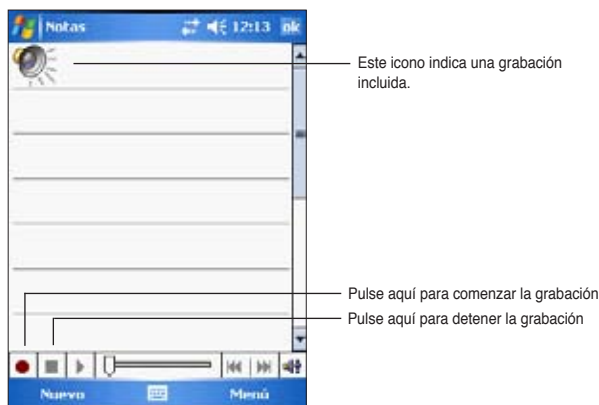 Notas 12:13 ok
Este icono indica una grabación
incluida.
Pulse aquí para comenzar la grabación
Pulse aquí para detener la grabación
Nuevo Menú